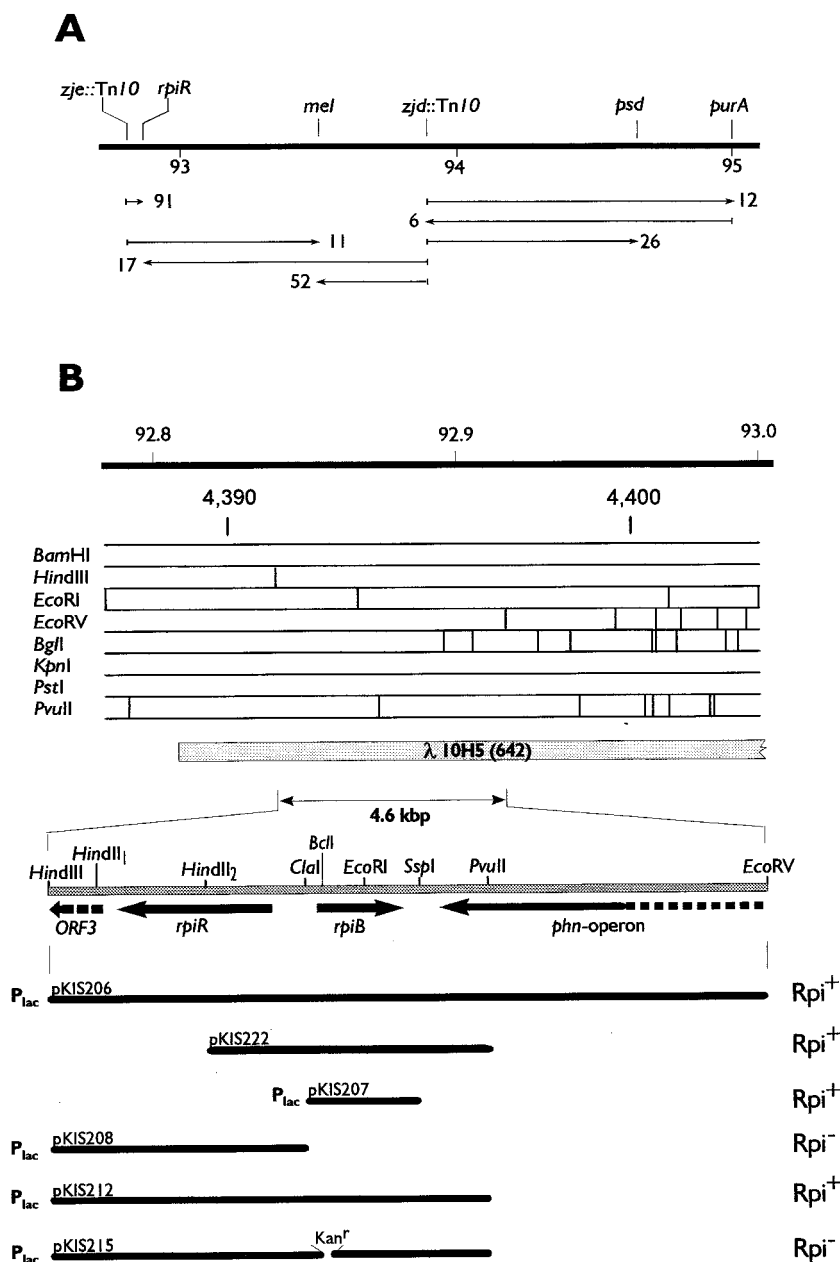 A
zje::Tn10 rpiR
mel zjd::Tn10 psd purA
93 94 95
91 12
6
11 26
17
52
B
92.8 92.9 93.0
4,390 4,400
BamHI
HindIII
EcoRI
EcoRV
BglI
KpnI
PstI
PvuII
λ 10H5 (642)
4.6 kbp
HindIII HindII1 HindII2 ClaI BclI EcoRI SspI PvuII EcoRV
ORF3 rpiR rpiB phn-operon
Plac pKIS206 Rpi+
pKIS222 Rpi+
Plac pKIS207 Rpi+
Plac pKIS208 Rpi-
Plac pKIS212 Rpi+
Plac pKIS215 Kanr Rpi-